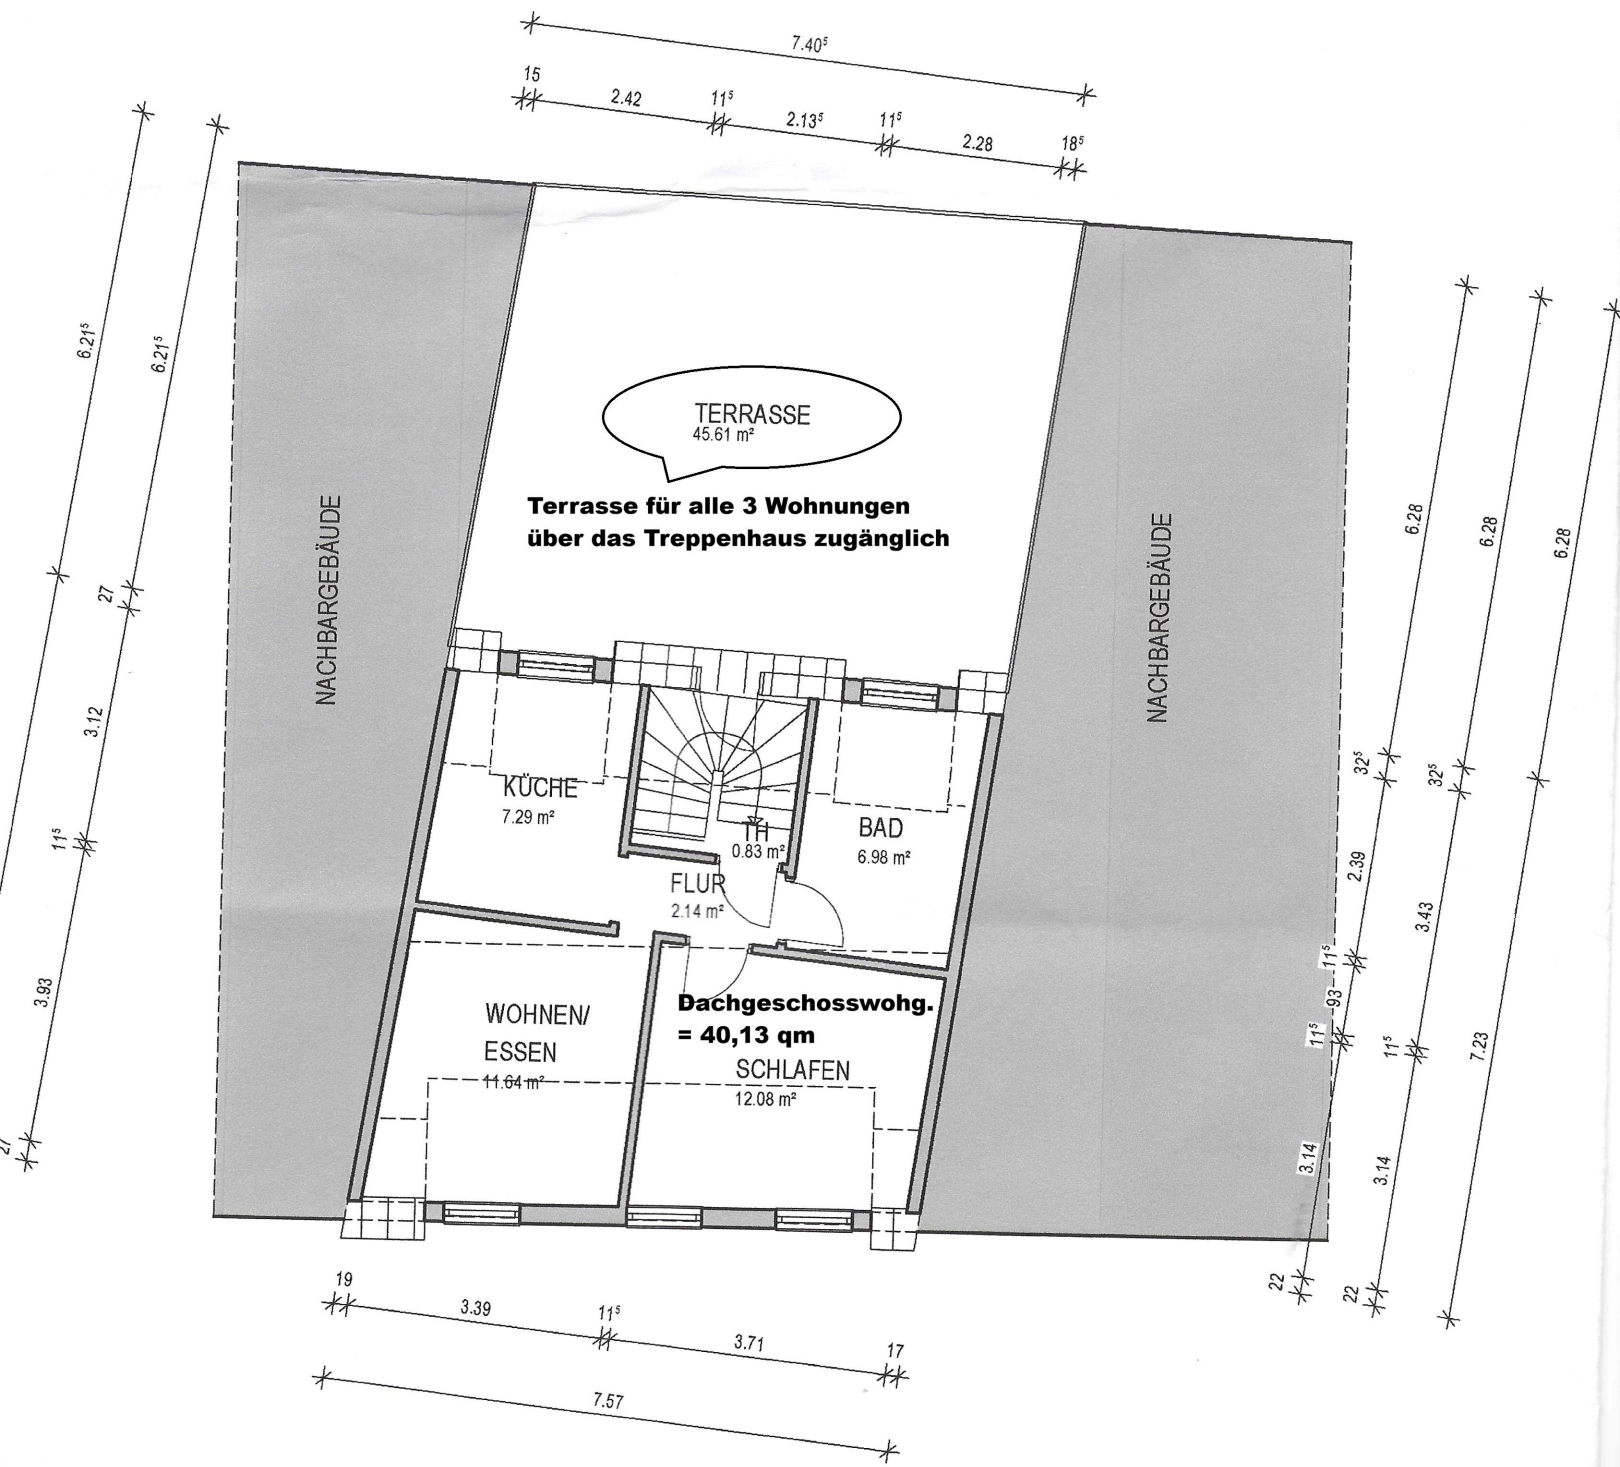 7.40⁵
15
2.42
11⁵
2.13⁵
11⁵
2.28
18⁵
6.21⁵
6.21⁵
27
3.12
11⁵
3.93
27
NACHBARGEBÄUDE
TERRASSE
45.61 m²
Terrasse für alle 3 Wohnungen
über das Treppenhaus zugänglich
NACHBARGEBÄUDE
KÜCHE
7.29 m²
TH
0.83 m²
BAD
6.98 m²
FLUR
2.14 m²
WOHNEN/
ESSEN
11.64 m²
Dachgeschosswohg.
= 40,13 qm
SCHLAFEN
12.08 m²
6.28
6.28
6.28
32⁵
32⁵
2.39
3.43
11⁵
93
11⁵
11⁵
7.23
3.14
3.14
22
22
19
3.39
11⁵
3.71
17
7.57